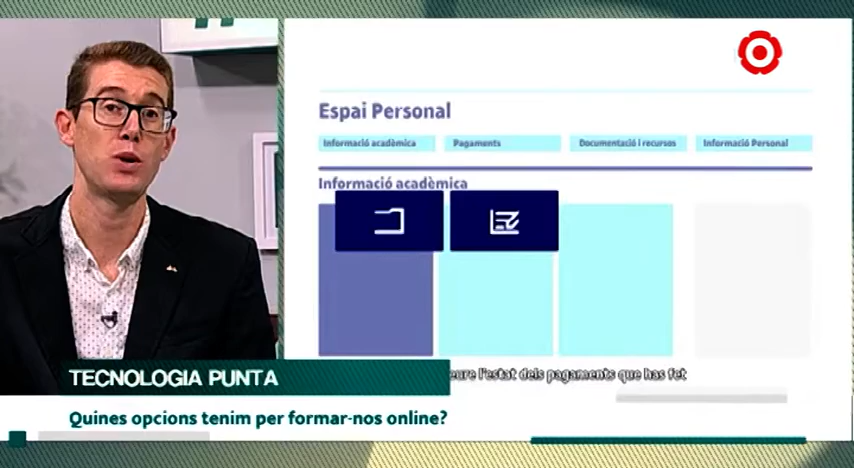 Espai Personal
Informació acadèmica
Pagaments
Documentació i recursos
Informació Personal
Informació acadèmica
l'estat dels pagaments que has fet
TECNOLOGIA PUNTA
Quines opcions tenim per formar-nos online?